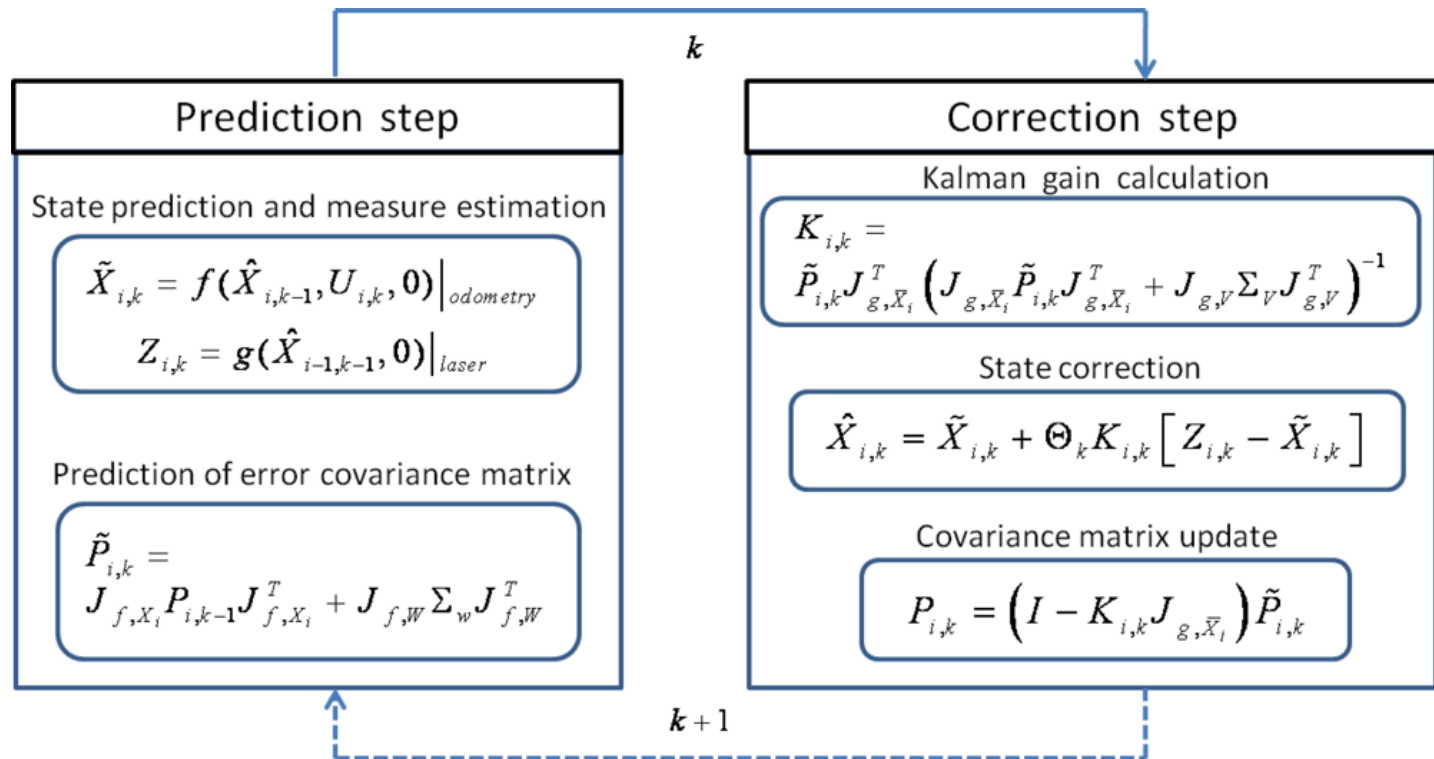 k
Prediction step
State prediction and measure estimation
X̃_{i,k} = f(X̂_{i,k-1}, U_{i,k}, 0)|_{odometry}
Z_{i,k} = g(X̂_{i-1,k-1}, 0)|_{laser}
Prediction of error covariance matrix
P̃_{i,k} =
J_{f,X_i} P_{i,k-1} J^T_{f,X_i} + J_{f,W} Σ_w J^T_{f,W}
Correction step
Kalman gain calculation
K_{i,k} =
P̃_{i,k} J^T_{g,X̄_i} (J_{g,X̄_i} P̃_{i,k} J^T_{g,X̄_i} + J_{g,V} Σ_V J^T_{g,V})^{-1}
State correction
X̂_{i,k} = X̃_{i,k} + Θ_k K_{i,k} [Z_{i,k} − X̃_{i,k}]
Covariance matrix update
P_{i,k} = (I − K_{i,k} J_{g,X̄_i}) P̃_{i,k}
k + 1